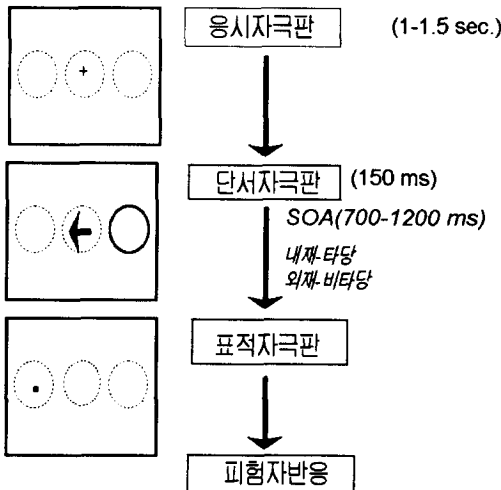 응시자극판 (1-1.5 sec.)
단서자극판 (150 ms)
SOA(700-1200 ms)
내재-타당
외재-비타당
표적자극판
피험자반응